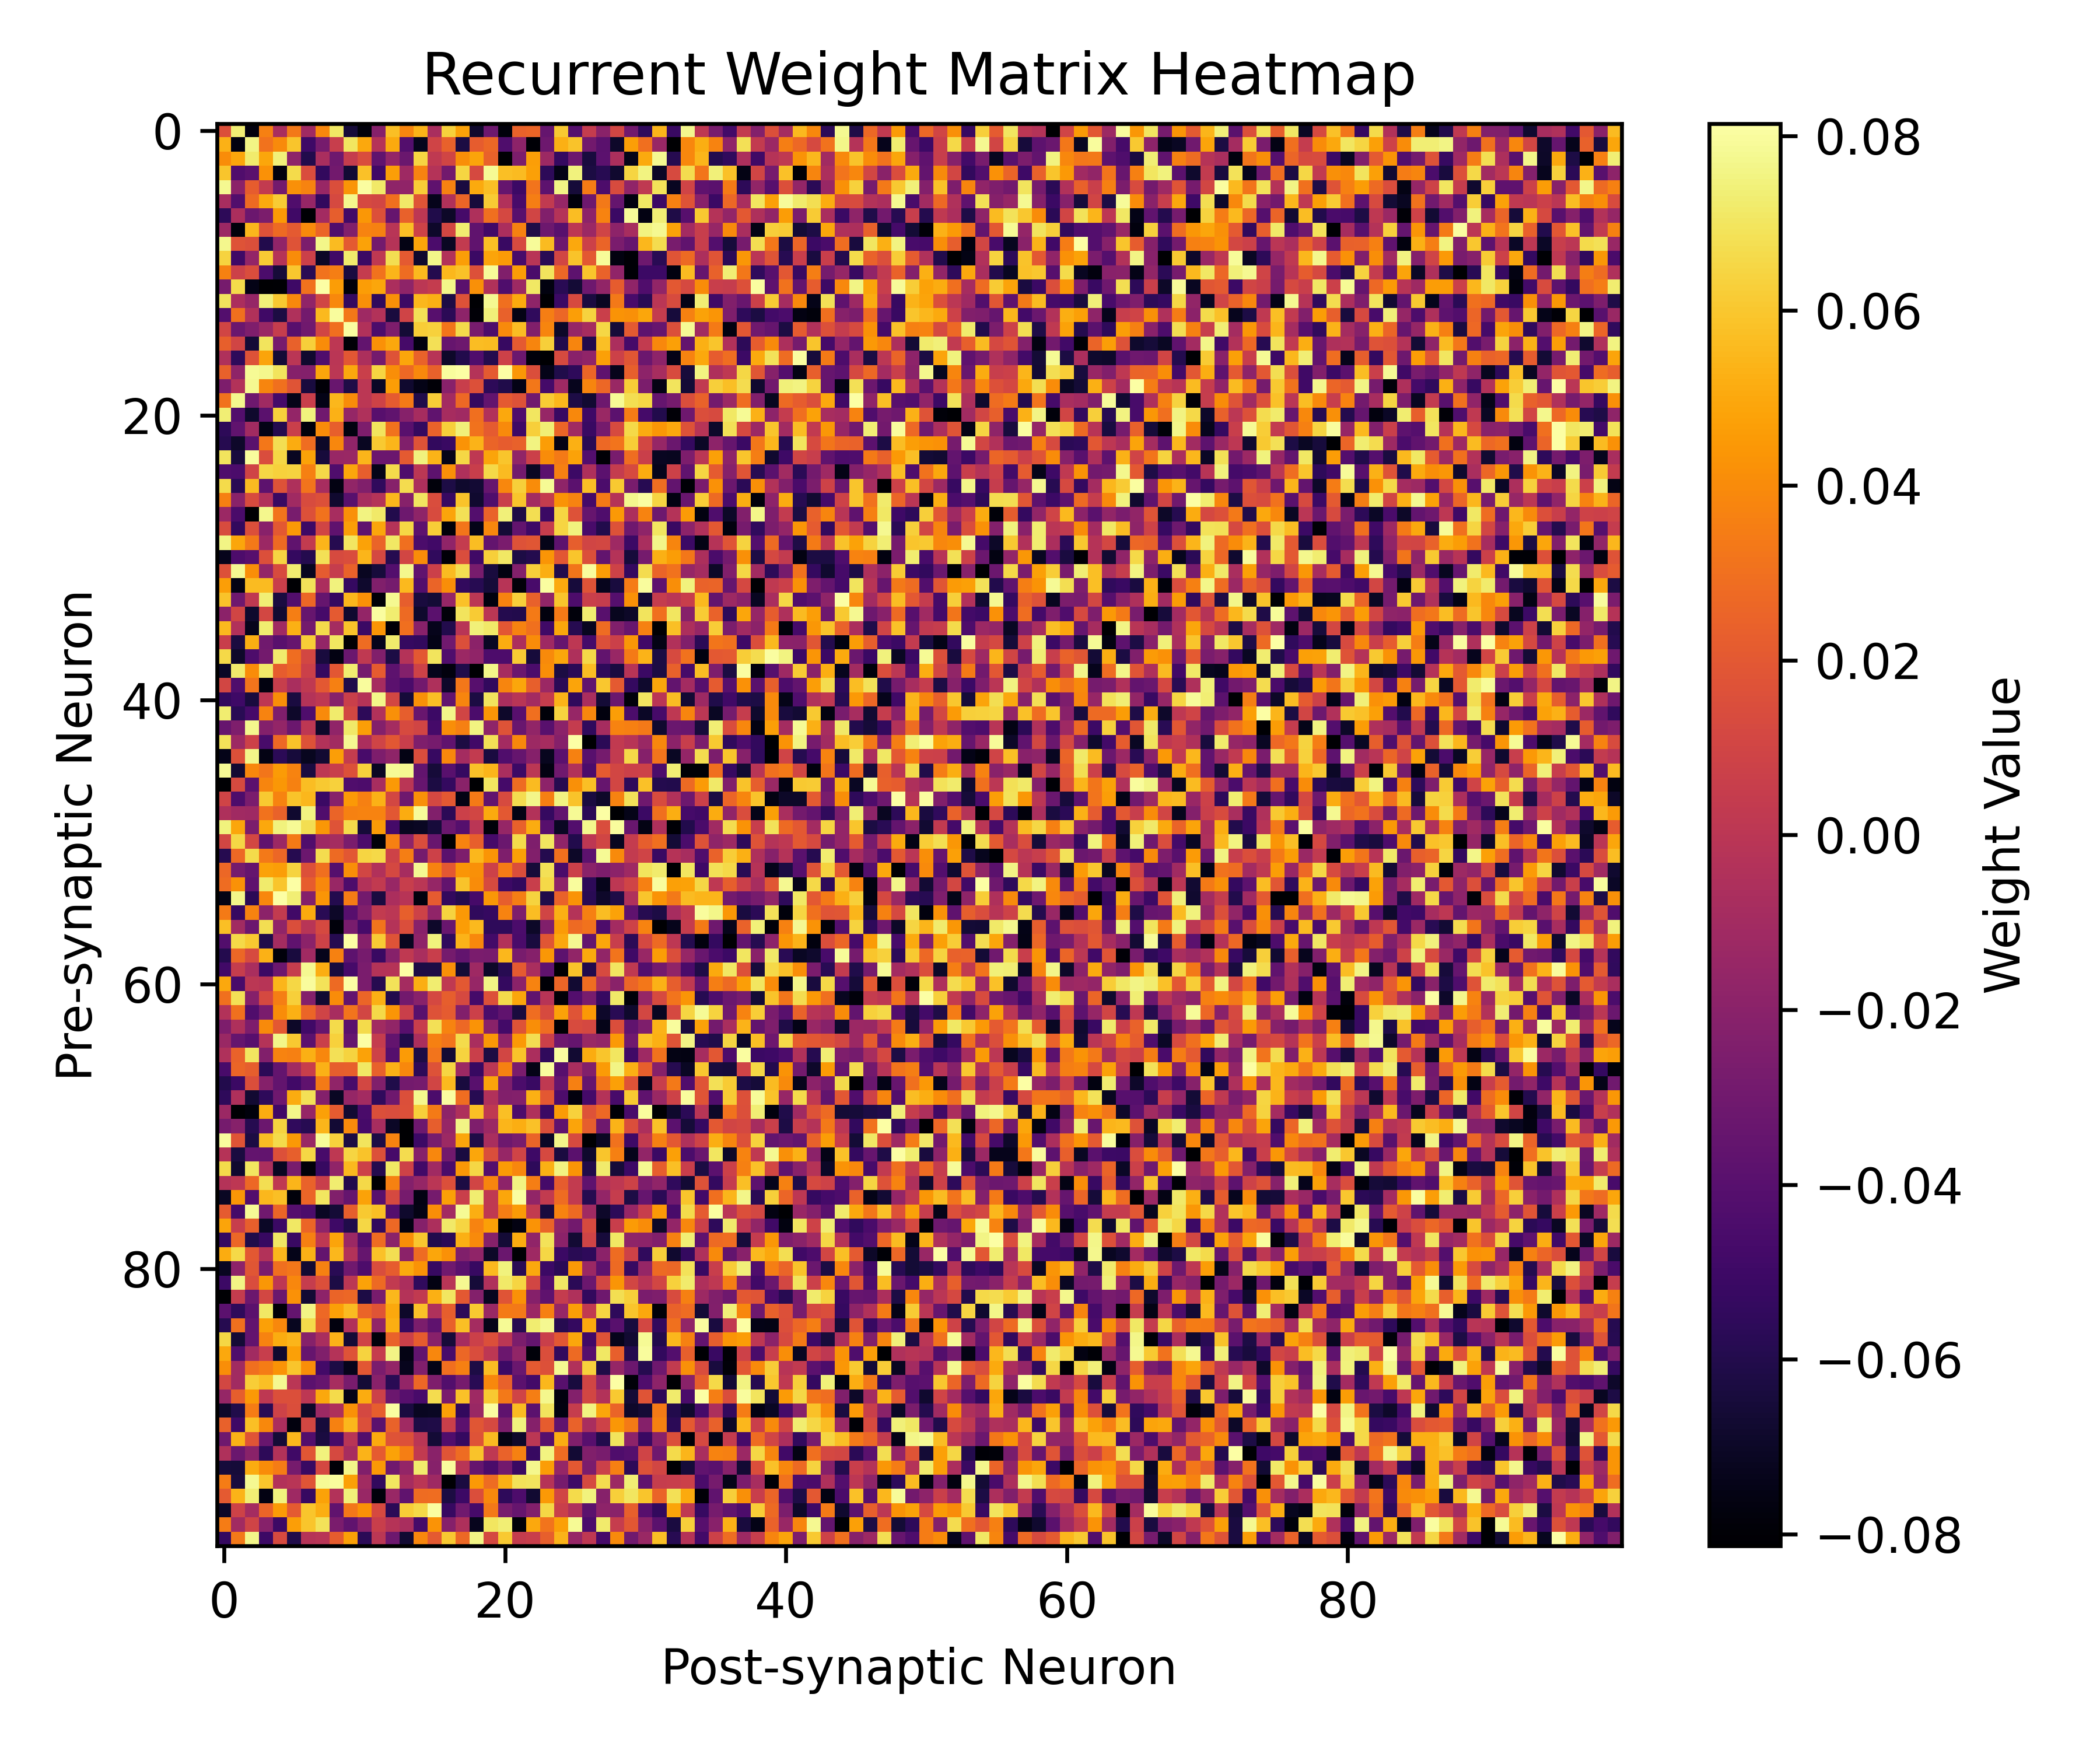 Recurrent Weight Matrix Heatmap
0
20
40
60
80
Pre-synaptic Neuron
0 20 40 60 80
Post-synaptic Neuron
0.08
0.06
0.04
0.02
0.00
−0.02
−0.04
−0.06
−0.08
Weight Value